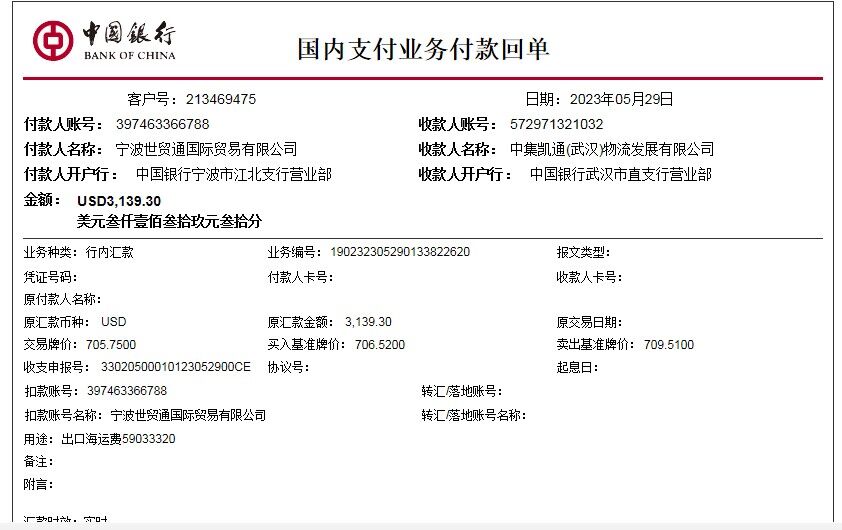 中国银行
BANK OF CHINA
国内支付业务付款回单
客户号：213469475 日期：2023年05月29日
付款人账号：397463366788 收款人账号：572971321032
付款人名称：宁波世贸通国际贸易有限公司 收款人名称：中集凯通(武汉)物流发展有限公司
付款人开户行：中国银行宁波市江北支行营业部 收款人开户行：中国银行武汉市直支行营业部
金额：USD3,139.30
美元叁仟壹佰叁拾玖元叁拾分
业务种类：行内汇款 业务编号：190232305290133822620 报文类型：
凭证号码： 付款人卡号： 收款人卡号：
原付款人名称：
原汇款币种：USD 原汇款金额：3,139.30 原交易日期：
交易牌价：705.7500 买入基准牌价：706.5200 卖出基准牌价：709.5100
收支申报号：33020500010123052900CE 协议号： 起息日：
扣款账号：397463366788 转汇/落地账号：
扣款账号名称：宁波世贸通国际贸易有限公司 转汇/落地账号名称：
用途：出口海运费59033320
备注：
附言：
汇款时效：实时